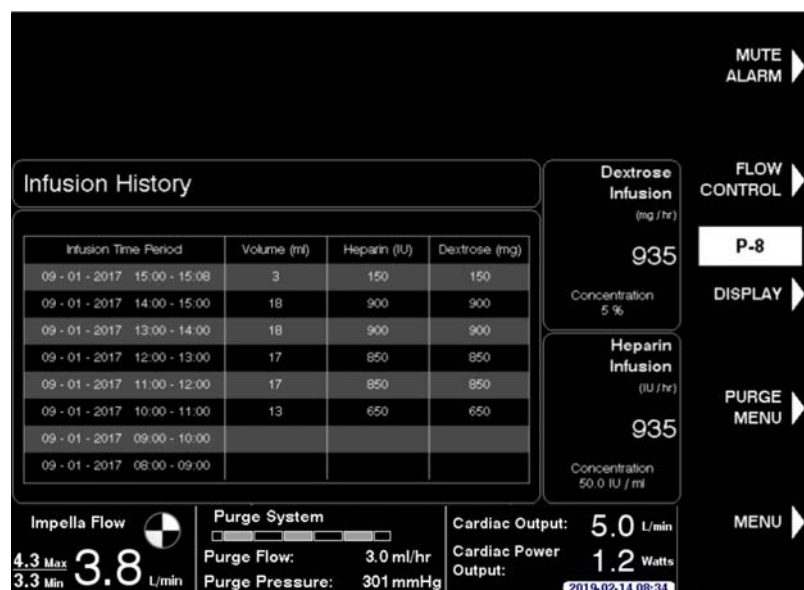 MUTE
ALARM
Infusion History
Infusion Time Period Volume (ml) Heparin (IU) Dextrose (mg)
09 - 01 - 2017 15:00 - 15:08 3 150 150
09 - 01 - 2017 14:00 - 15:00 18 900 900
09 - 01 - 2017 13:00 - 14:00 18 900 900
09 - 01 - 2017 12:00 - 13:00 17 850 850
09 - 01 - 2017 11:00 - 12:00 17 850 850
09 - 01 - 2017 10:00 - 11:00 13 650 650
09 - 01 - 2017 09:00 - 10:00
09 - 01 - 2017 08:00 - 09:00
Dextrose
Infusion
(mg / hr)
935
Concentration
5 %
Heparin
Infusion
(IU / hr)
935
Concentration
50.0 IU / ml
FLOW
CONTROL
P-8
DISPLAY
PURGE
MENU
MENU
Impella Flow
4.3 Max
3.3 Min
3.8 L/min
Purge System
Purge Flow: 3.0 ml/hr
Purge Pressure: 301 mmHg
Cardiac Output: 5.0 L/min
Cardiac Power
Output:
1.2 Watts
2019-02-14 08:34